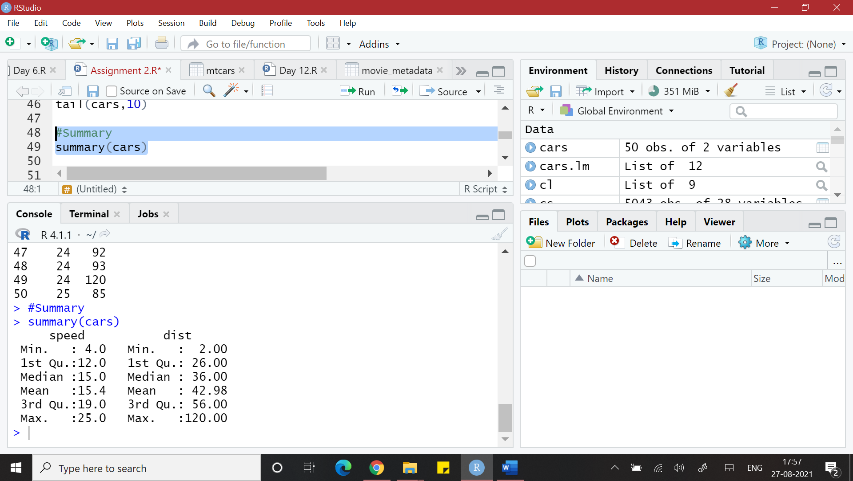 RStudio
File Edit Code View Plots Session Build Debug Profile Tools Help
Go to file/function Addins Project: (None)
Day 6.R Assignment 2.R* mtcars Day 12.R movie_metadata
Source on Save Run Source
46 tail(cars,10)
47
48 #Summary
49 summary(cars)
50
51
48:1 (Untitled) R Script
Console Terminal Jobs
R 4.1.1 · ~/
47 24 92
48 24 93
49 24 120
50 25 85
> #Summary
> summary(cars)
speed dist
Min. : 4.0 Min. : 2.00
1st Qu.:12.0 1st Qu.: 26.00
Median :15.0 Median : 36.00
Mean :15.4 Mean : 42.98
3rd Qu.:19.0 3rd Qu.: 56.00
Max. :25.0 Max. :120.00
>
Environment History Connections Tutorial
Import 351 MiB List
R Global Environment
Data
cars 50 obs. of 2 variables
cars.lm List of 12
cl List of 9
Files Plots Packages Help Viewer
New Folder Delete Rename More
...
Name Size Mod
Type here to search
ENG 17:57
27-08-2021
2